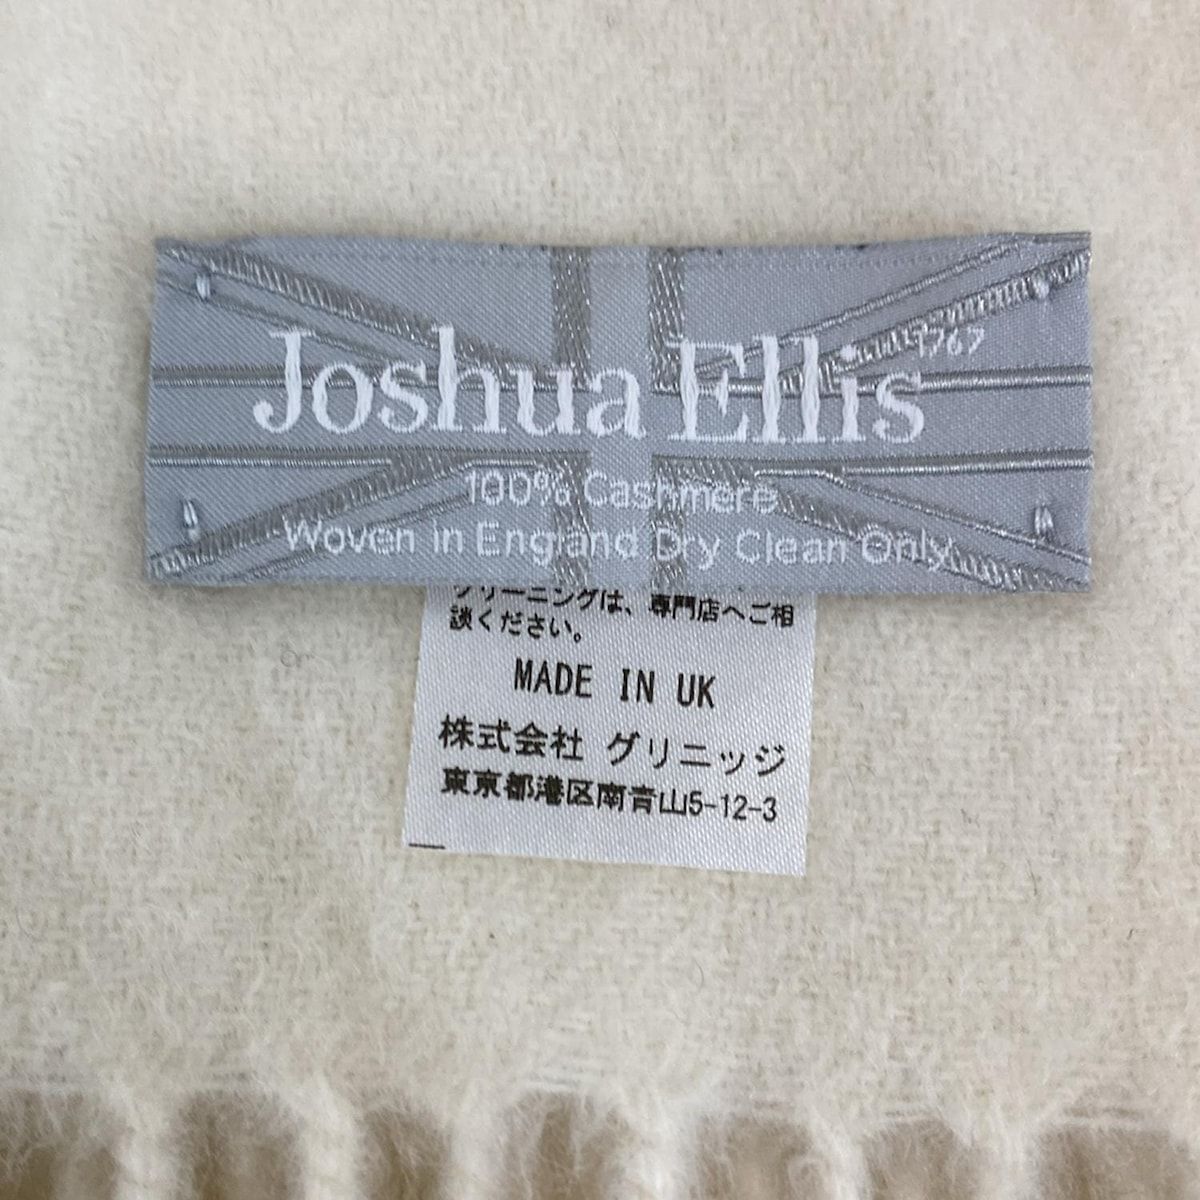 Joshua Ellis 1767
100% Cashmere
Woven in England Dry Clean Only
クリーニングは、専門店へご相
談ください。
MADE IN UK
株式会社 グリニッジ
東京都港区南青山5-12-3